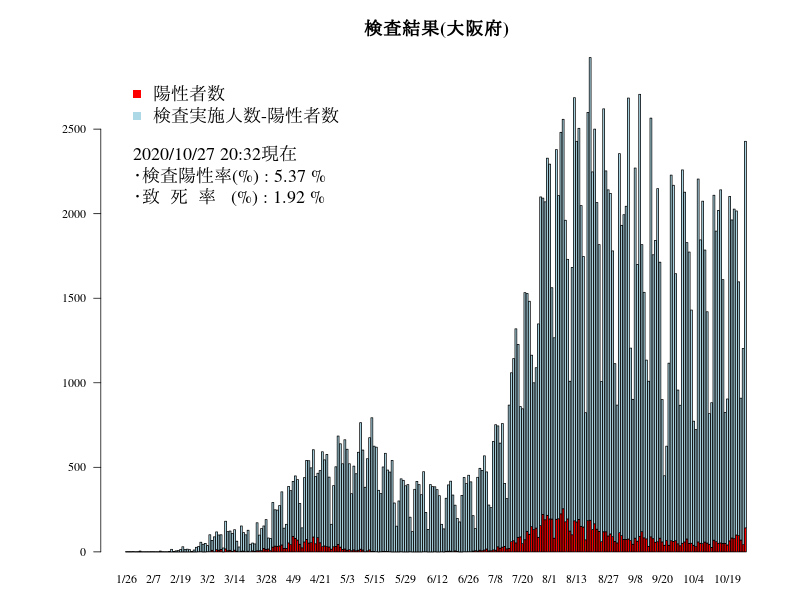 検査結果(大阪府)
陽性者数
検査実施人数-陽性者数
2020/10/27 20:32現在
・検査陽性率(%) : 5.37 %
・致 死 率 (%) : 1.92 %
2500
2000
1500
1000
500
0
1/26 2/7 2/19 3/2 3/14 3/28 4/9 4/21 5/3 5/15 5/29 6/12 6/26 7/8 7/20 8/1 8/13 8/27 9/8 9/20 10/4 10/19